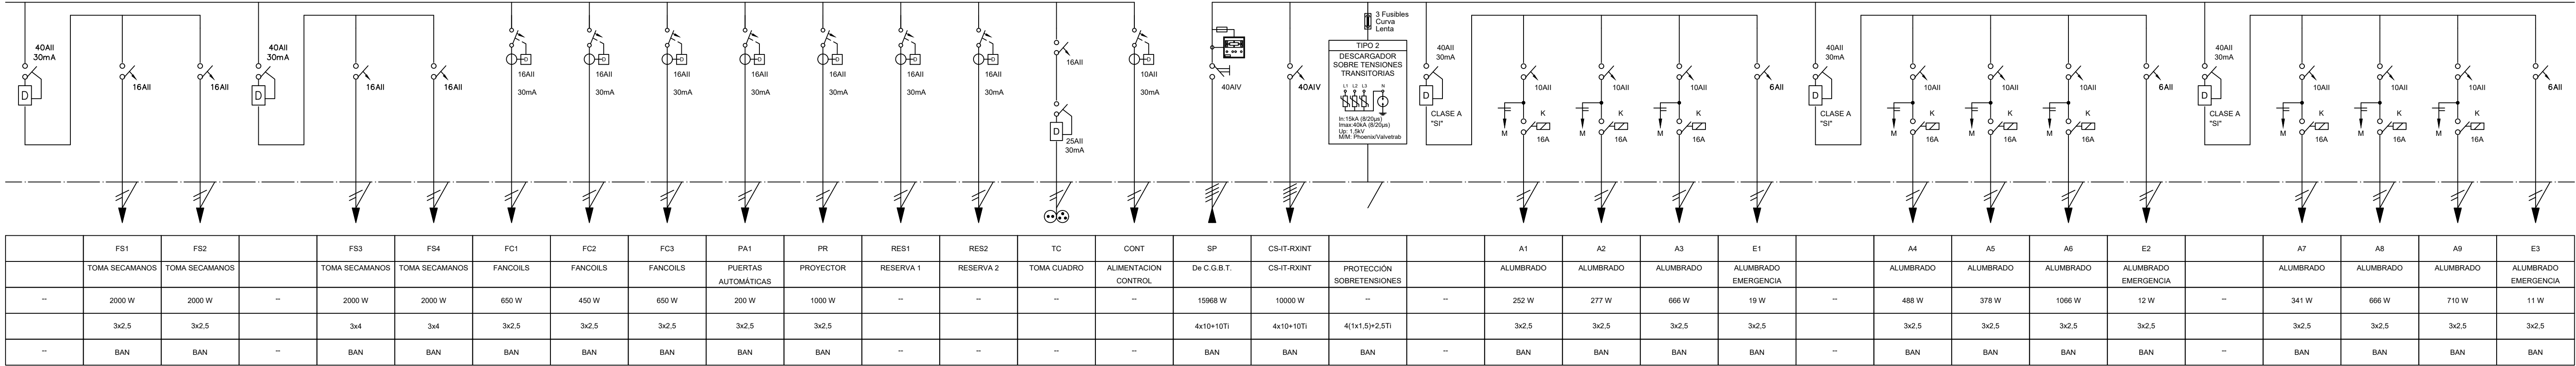 40AII
30mA
D
16AII
16AII
40AII
30mA
D
16AII
16AII
D
16AII
30mA
D
16AII
30mA
D
16AII
30mA
D
16AII
30mA
D
16AII
30mA
D
16AII
30mA
D
16AII
30mA
16AII
D
25AII
30mA
D
10AII
30mA
40AIV
40AIV
3 Fusibles
Curva
Lenta
TIPO 2
DESCARGADOR
SOBRE TENSIONES
TRANSITORIAS
L1 L2 L3 N
In:15kA (8/20µs)
Imax:40kA (8/20µs)
Up: 1,5kV
M/M: Phoenix/Valvetrab
40AII
30mA
D
CLASE A
"SI"
10AII
K
M
16A
10AII
K
M
16A
10AII
K
M
16A
6AII
40AII
30mA
D
CLASE A
"SI"
10AII
K
M
16A
10AII
K
M
16A
10AII
K
M
16A
6AII
40AII
30mA
D
CLASE A
"SI"
10AII
K
M
16A
10AII
K
M
16A
10AII
K
M
16A
6AII
FS1 FS2 FS3 FS4 FC1 FC2 FC3 PA1 PR RES1 RES2 TC CONT SP CS-IT-RXINT A1 A2 A3 E1 A4 A5 A6 E2 A7 A8 A9 E3
TOMA SECAMANOS TOMA SECAMANOS TOMA SECAMANOS TOMA SECAMANOS FANCOILS FANCOILS FANCOILS PUERTAS PROYECTOR RESERVA 1 RESERVA 2 TOMA CUADRO ALIMENTACION De C.G.B.T. CS-IT-RXINT PROTECCIÓN ALUMBRADO ALUMBRADO ALUMBRADO ALUMBRADO ALUMBRADO ALUMBRADO ALUMBRADO ALUMBRADO ALUMBRADO ALUMBRADO ALUMBRADO ALUMBRADO
AUTOMÁTICAS CONTROL SOBRETENSIONES EMERGENCIA EMERGENCIA EMERGENCIA
-- 2000 W 2000 W -- 2000 W 2000 W 650 W 450 W 650 W 200 W 1000 W -- -- -- -- 15968 W 10000 W -- -- 252 W 277 W 666 W 19 W -- 488 W 378 W 1066 W 12 W -- 341 W 666 W 710 W 11 W
3x2,5 3x2,5 3x4 3x4 3x2,5 3x2,5 3x2,5 3x2,5 3x2,5 4x10+10Ti 4x10+10Ti 4(1x1,5)+2,5Ti 3x2,5 3x2,5 3x2,5 3x2,5 3x2,5 3x2,5 3x2,5 3x2,5 3x2,5 3x2,5 3x2,5 3x2,5
-- BAN BAN -- BAN BAN BAN BAN BAN BAN BAN -- -- -- -- BAN BAN BAN -- BAN BAN BAN BAN -- BAN BAN BAN BAN -- BAN BAN BAN BAN